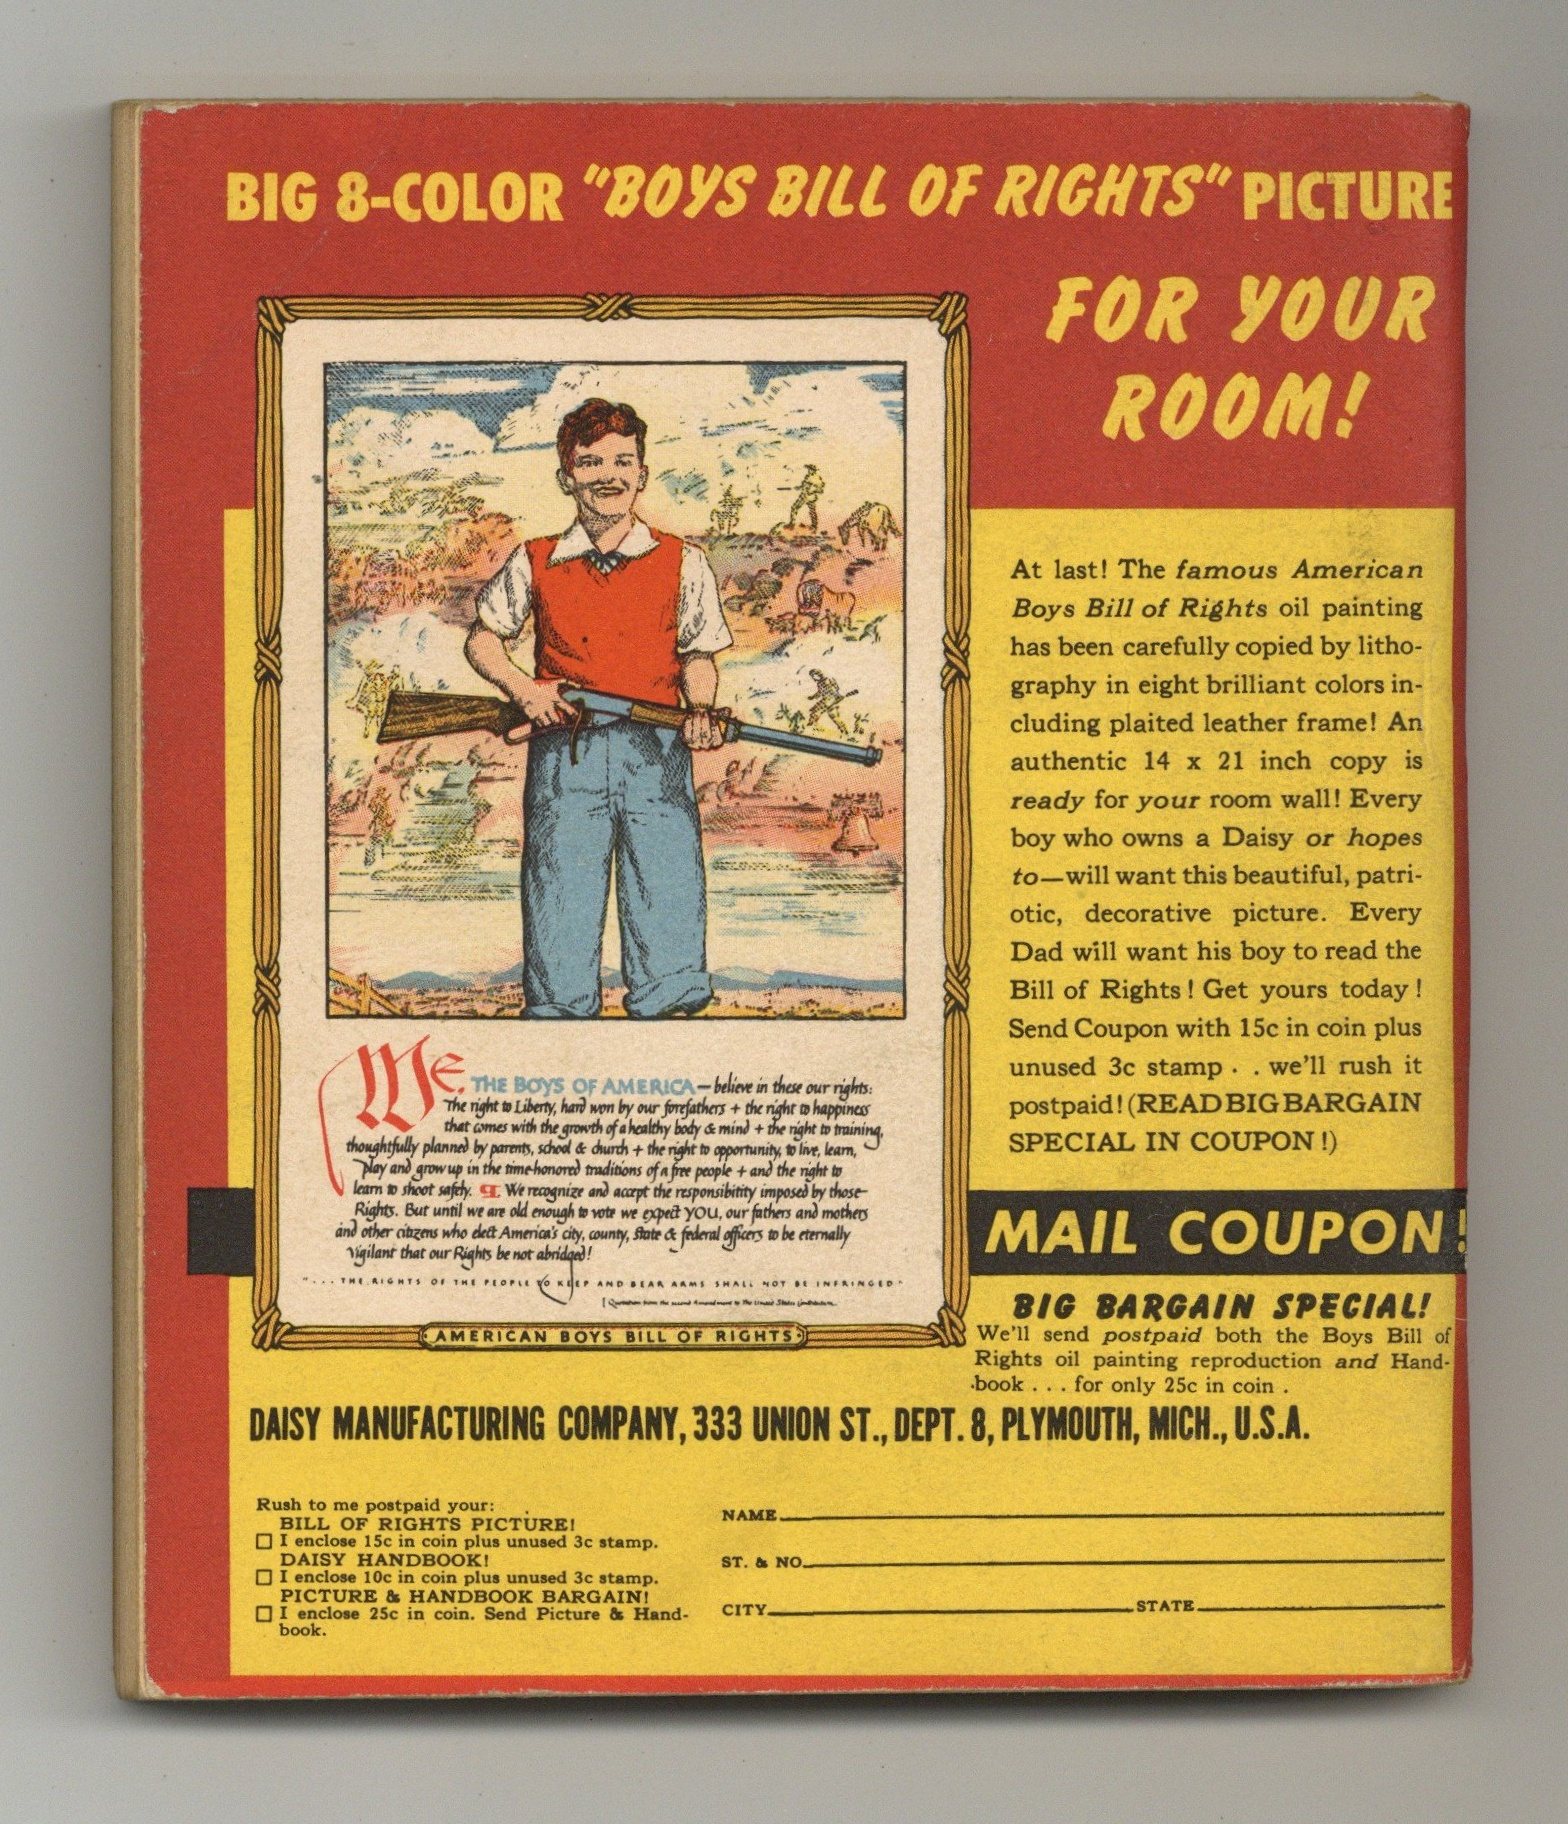 BIG 8-COLOR "BOYS BILL OF RIGHTS" PICTURE
FOR YOUR
ROOM!
At last! The famous American
Boys Bill of Rights oil painting
has been carefully copied by litho-
graphy in eight brilliant colors in-
cluding plaited leather frame! An
authentic 14 x 21 inch copy is
ready for your room wall! Every
boy who owns a Daisy or hopes
to—will want this beautiful, patri-
otic, decorative picture. Every
Dad will want his boy to read the
Bill of Rights! Get yours today!
Send Coupon with 15c in coin plus
unused 3c stamp . . we'll rush it
postpaid! (READ BIG BARGAIN
SPECIAL IN COUPON!)
We. THE BOYS OF AMERICA — believe in these our rights:
The right to Liberty, hard won by our forefathers + the right to happiness
that comes with the growth of a healthy body & mind + the right to training,
thoughtfully planned by parents, school & church + the right to opportunity, to live, learn,
play and grow up in the time-honored traditions of a free people + and the right to
learn to shoot safely. ¶. We recognize and accept the responsibility imposed by those
Rights. But until we are old enough to vote we expect YOU, our fathers and mothers
and other citizens who elect America's city, county, State & federal officers to be eternally
vigilant that our Rights be not abridged!
"... THE RIGHTS OF THE PEOPLE TO KEEP AND BEAR ARMS SHALL NOT BE INFRINGED"
Quotation from the second Amendment to The United States Constitution
AMERICAN BOYS BILL OF RIGHTS
MAIL COUPON!
BIG BARGAIN SPECIAL!
We'll send postpaid both the Boys Bill of
Rights oil painting reproduction and Hand-
book . . . for only 25c in coin .
DAISY MANUFACTURING COMPANY, 333 UNION ST., DEPT. 8, PLYMOUTH, MICH., U.S.A.
Rush to me postpaid your:
BILL OF RIGHTS PICTURE!
I enclose 15c in coin plus unused 3c stamp.
DAISY HANDBOOK!
I enclose 10c in coin plus unused 3c stamp.
PICTURE & HANDBOOK BARGAIN!
I enclose 25c in coin. Send Picture & Hand-
book.
NAME
ST. & NO.
CITY STATE